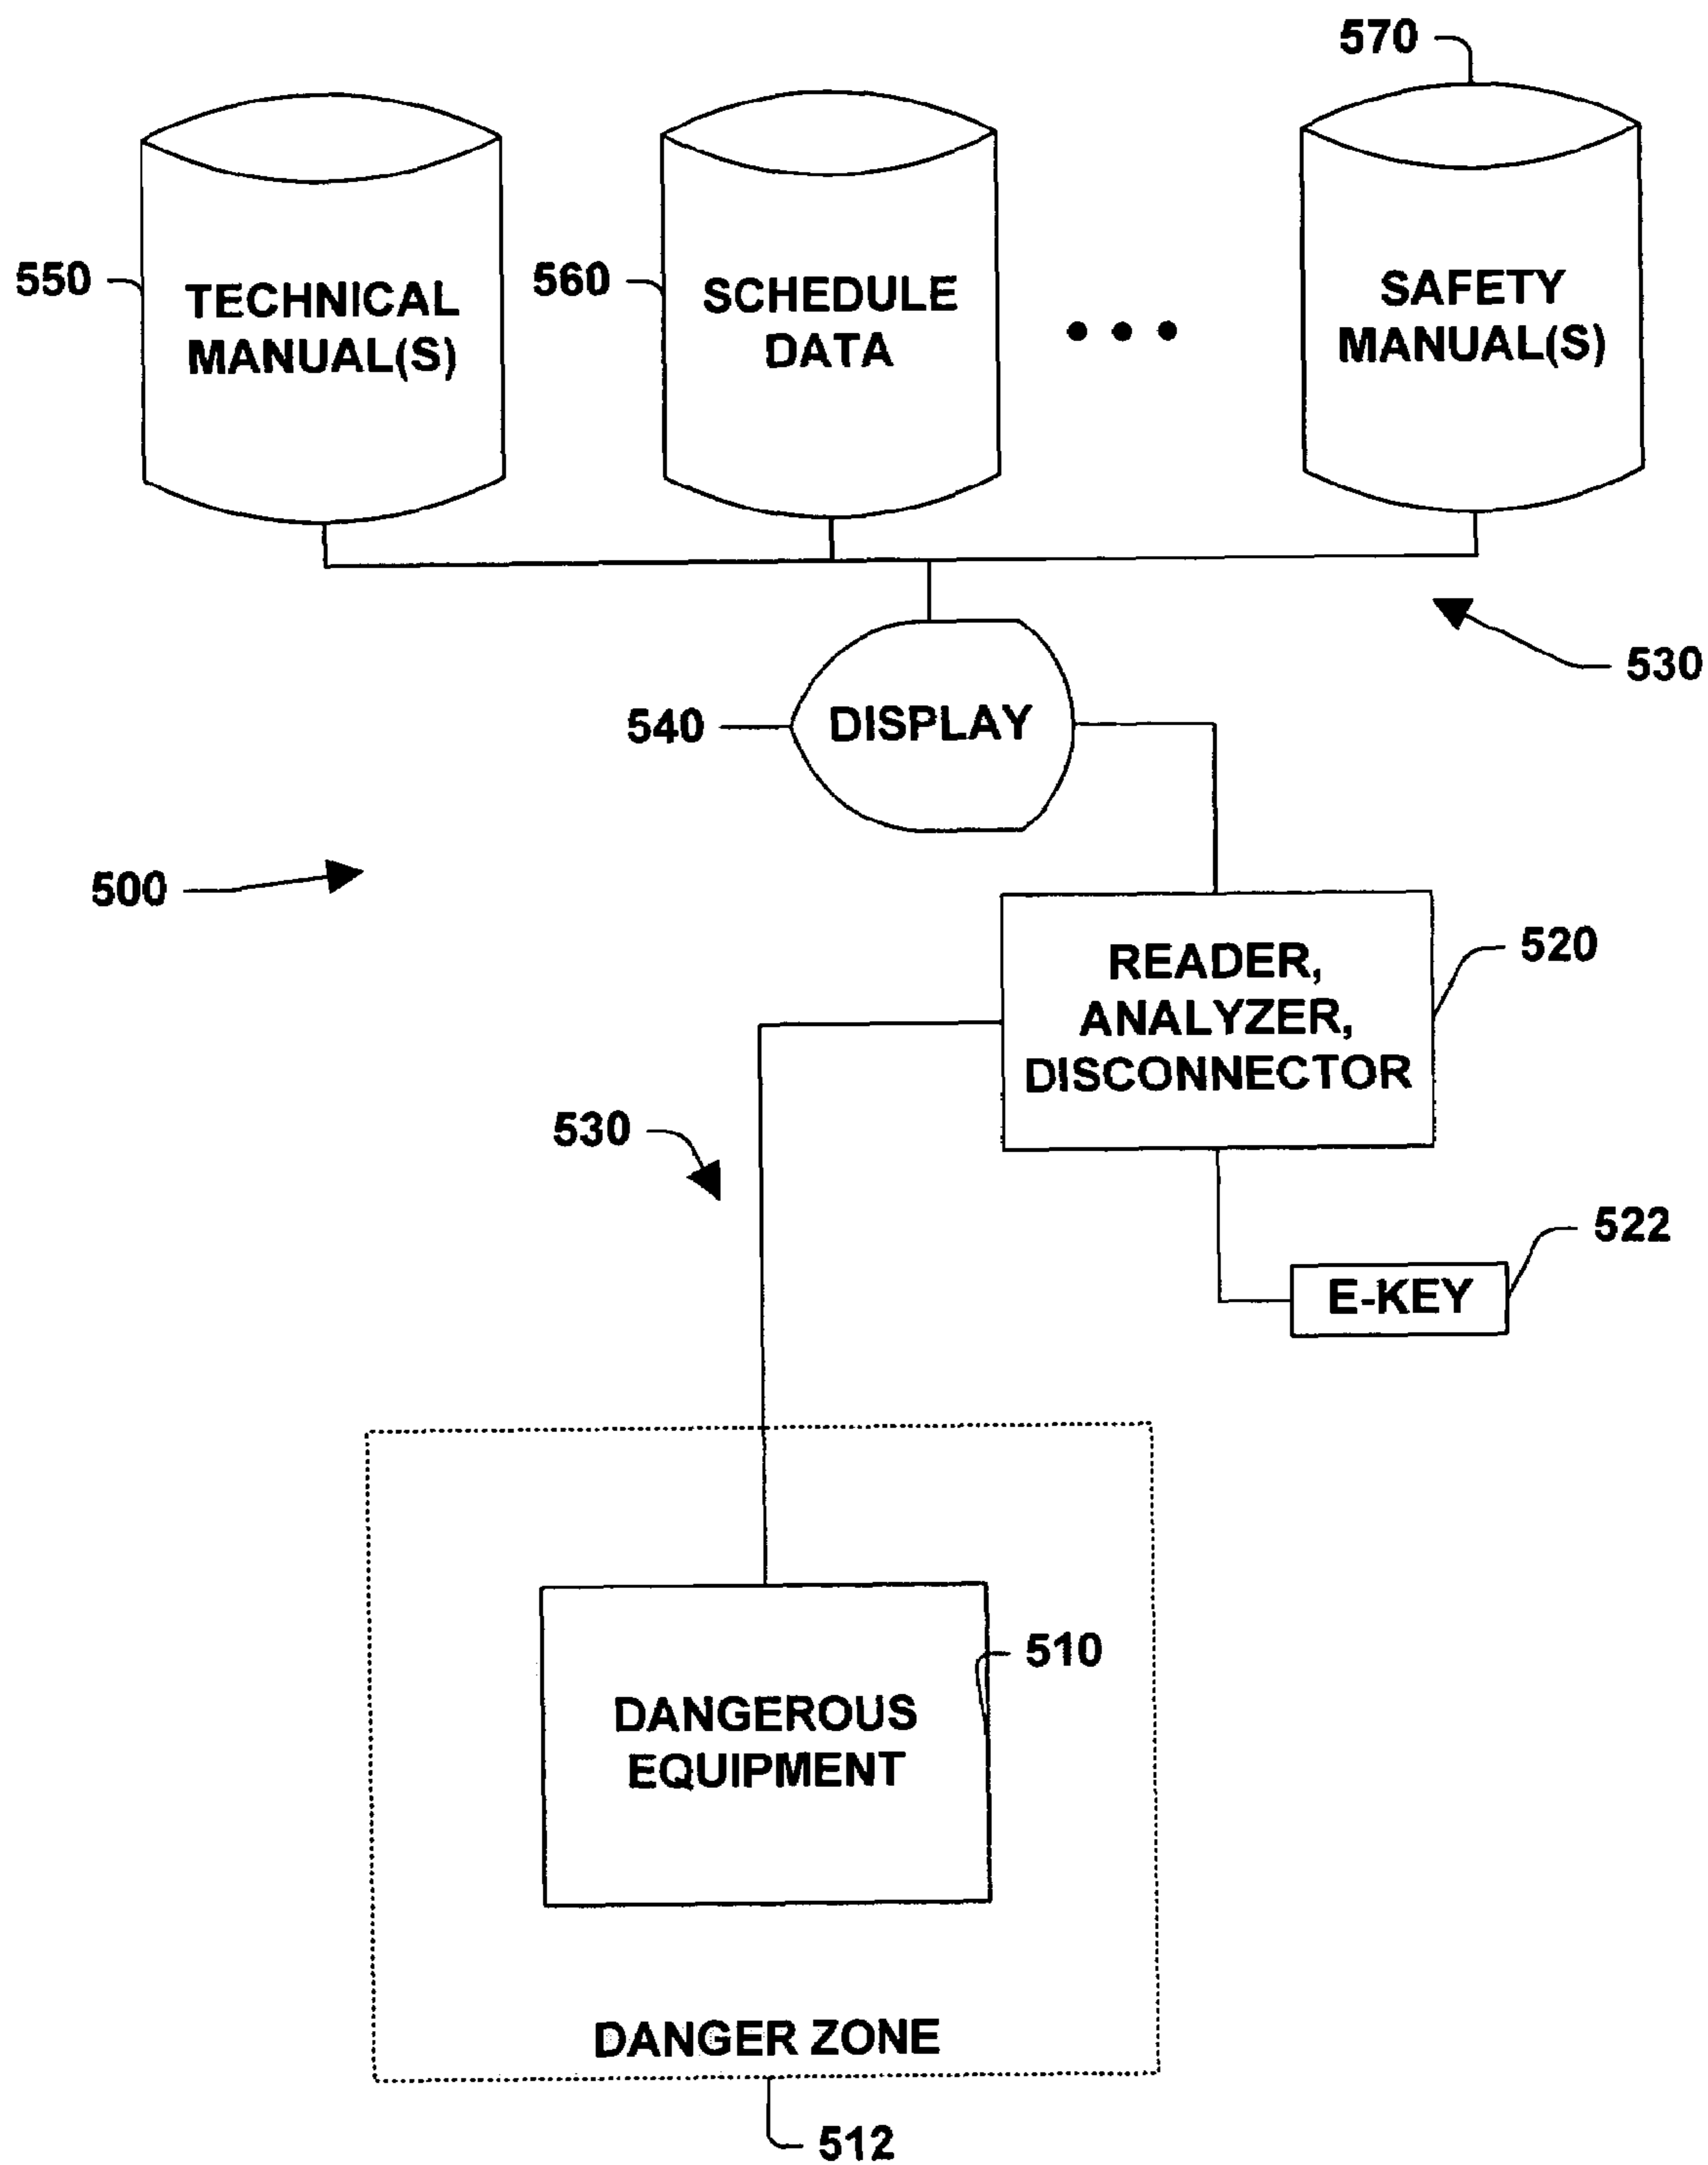 570
550
TECHNICAL
MANUAL(S)
560
SCHEDULE
DATA
SAFETY
MANUAL(S)
530
540
DISPLAY
500
READER,
ANALYZER,
DISCONNECTOR
520
530
522
E-KEY
510
DANGEROUS
EQUIPMENT
DANGER ZONE
512